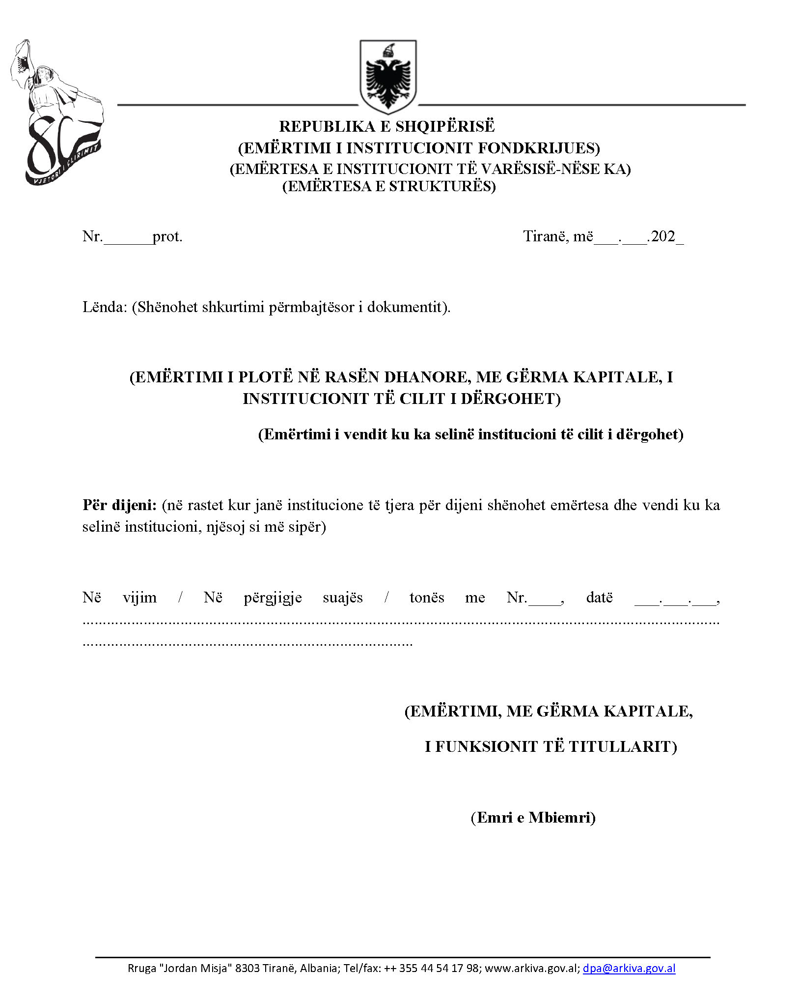 80
VJETORI I ÇLIRIMIT
REPUBLIKA E SHQIPËRISË
(EMËRTIMI I INSTITUCIONIT FONDKRIJUES)
(EMËRTESA E INSTITUCIONIT TË VARËSISË-NËSE KA)
(EMËRTESA E STRUKTURËS)
Nr.______prot. Tiranë, më___.___.202_
Lënda: (Shënohet shkurtimi përmbajtësor i dokumentit).
(EMËRTIMI I PLOTË NË RASËN DHANORE, ME GËRMA KAPITALE, I
INSTITUCIONIT TË CILIT I DËRGOHET)
(Emërtimi i vendit ku ka selinë institucioni të cilit i dërgohet)
Për dijeni: (në rastet kur janë institucione të tjera për dijeni shënohet emërtesa dhe vendi ku ka
selinë institucioni, njësoj si më sipër)
Në vijim / Në përgjigje suajës / tonës me Nr.____, datë ___.___.___,
…………………………………………………………………………………………………………………………………………
………………………………………………………………………
(EMËRTIMI, ME GËRMA KAPITALE,
I FUNKSIONIT TË TITULLARIT)
(Emri e Mbiemri)
Rruga "Jordan Misja" 8303 Tiranë, Albania; Tel/fax: ++ 355 44 54 17 98; www.arkiva.gov.al; dpa@arkiva.gov.al